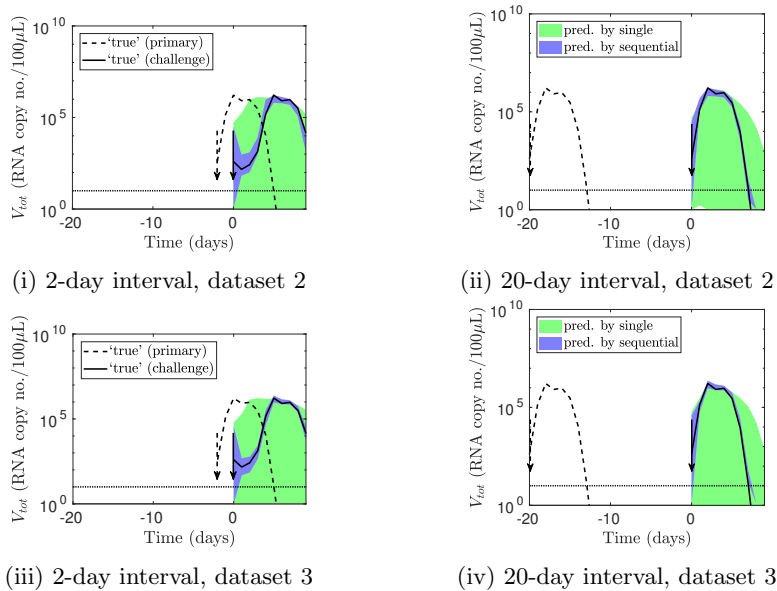 V_tot (RNA copy no./100μL)
10^10
10^5
10^0
'true' (primary)
'true' (challenge)
-20
-10
0
Time (days)
(i) 2-day interval, dataset 2
V_tot (RNA copy no./100μL)
10^10
10^5
10^0
pred. by single
pred. by sequential
-20
-10
0
Time (days)
(ii) 20-day interval, dataset 2
V_tot (RNA copy no./100μL)
10^10
10^5
10^0
'true' (primary)
'true' (challenge)
-20
-10
0
Time (days)
(iii) 2-day interval, dataset 3
V_tot (RNA copy no./100μL)
10^10
10^5
10^0
pred. by single
pred. by sequential
-20
-10
0
Time (days)
(iv) 20-day interval, dataset 3